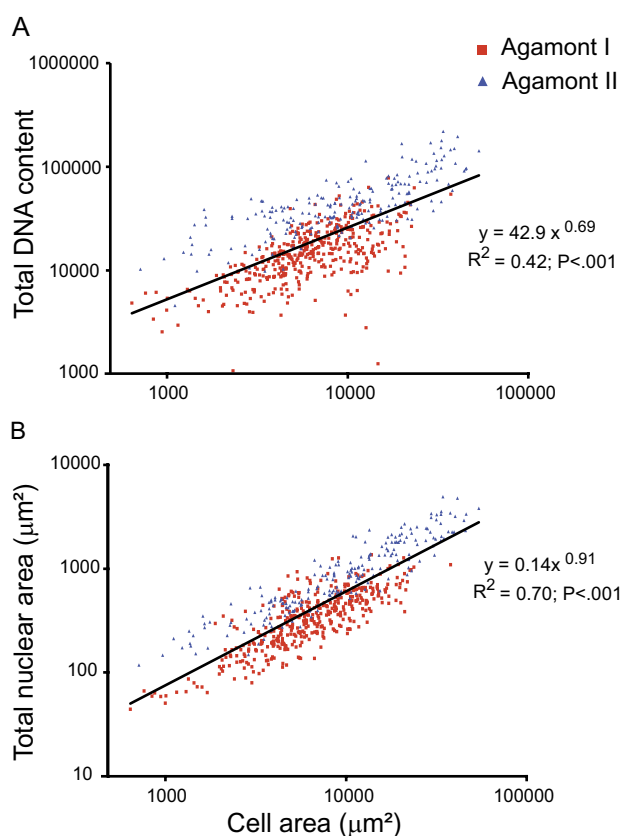 A
Agamont I
Agamont II
Total DNA content
1000000
100000
10000
1000
y = 42.9 x^0.69
R² = 0.42; P<.001
1000 10000 100000
B
Total nuclear area (μm²)
10000
1000
100
10
y = 0.14x^0.91
R² = 0.70; P<.001
1000 10000 100000
Cell area (μm²)